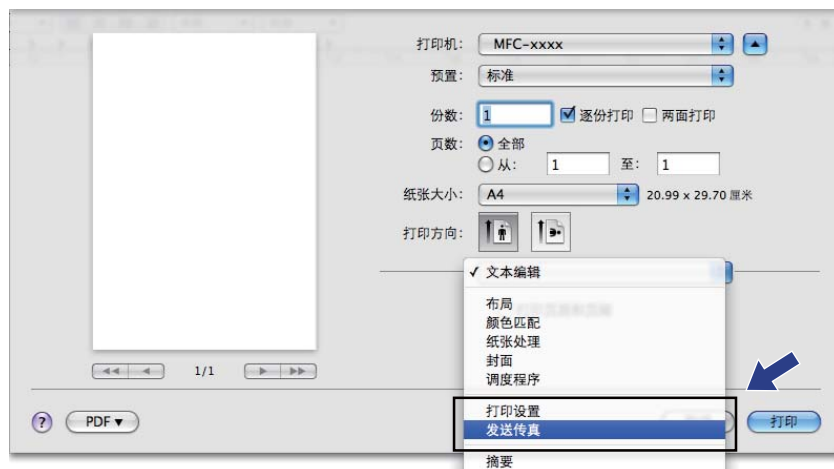 打印机: MFC-xxxx
预置: 标准
份数: 1 逐份打印 两面打印
页数: 全部
从: 1 至: 1
纸张大小: A4 20.99 x 29.70 厘米
打印方向:
文本编辑
布局
颜色匹配
纸张处理
封面
调度程序
打印设置
发送传真
摘要
1/1
? PDF
打印